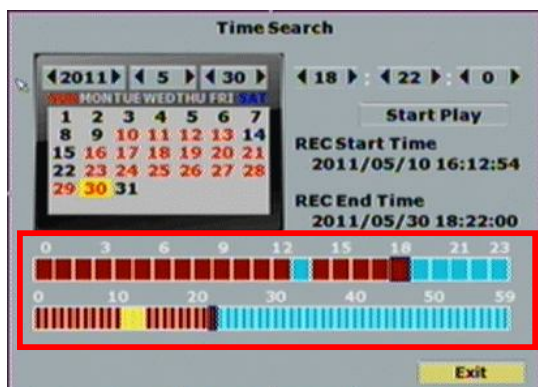 Time Search
2011 5 30 18 : 22 : 0
SUN MON TUE WED THU FRI SAT
1 2 3 4 5 6 7
8 9 10 11 12 13 14
15 16 17 18 19 20 21
22 23 24 25 26 27 28
29 30 31
Start Play
REC Start Time
2011/05/10 16:12:54
REC End Time
2011/05/30 18:22:00
0 3 6 9 12 15 18 21 23
0 10 20 30 40 50 59
Exit